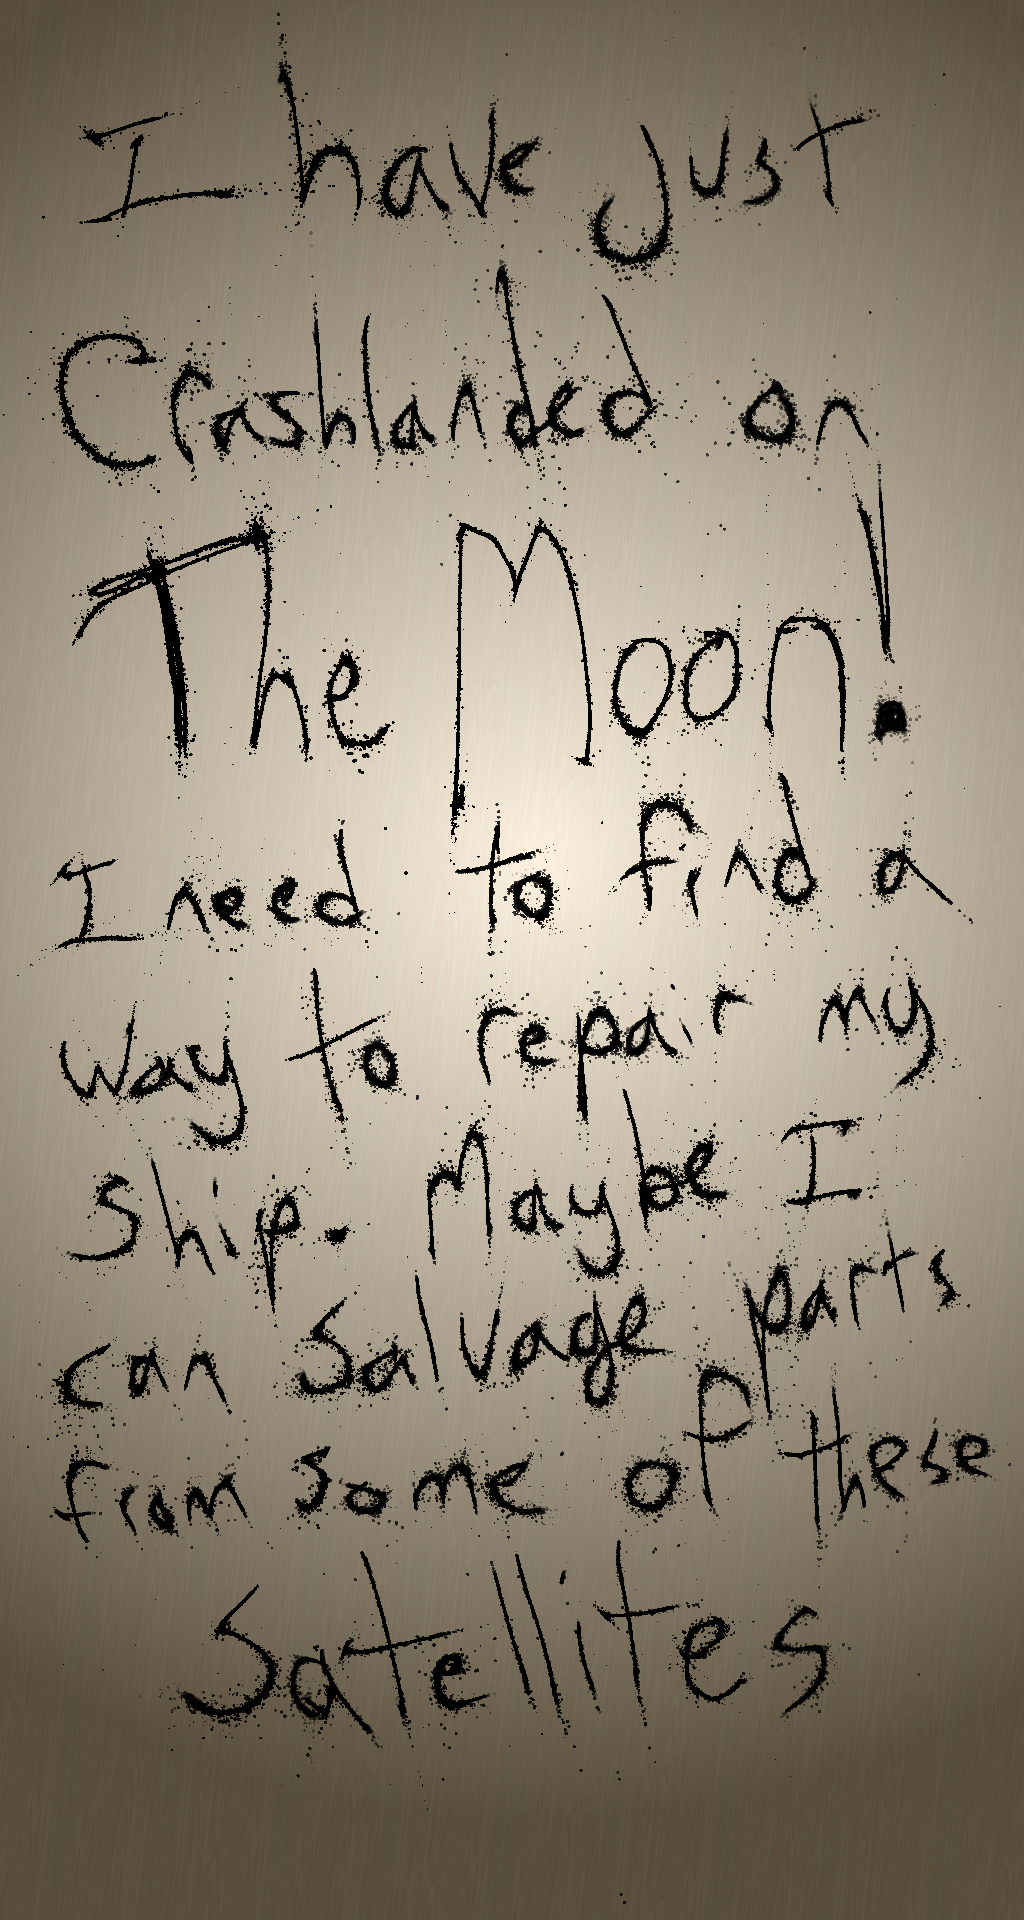 I have just
Crashlanded on
The Moon!
I need to find a
way to repair my
Ship. Maybe I
can Salvage parts
from some of these
Satellites